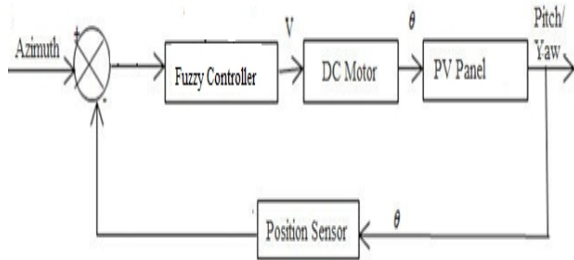 Azimuth
+
-
Fuzzy Controller
V
DC Motor
θ
PV Panel
Pitch/
Yaw
Position Sensor
θ